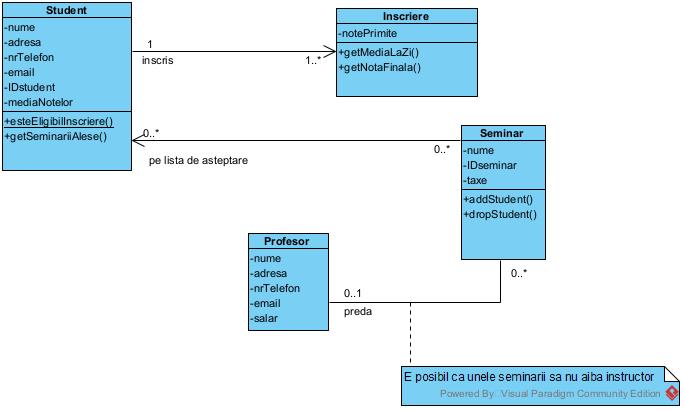 Student
-nume
-adresa
-nrTelefon
-email
-IDstudent
-mediaNotelor
+esteEligibilInscriere()
+getSeminariiAlese()
1
inscris
1..*
Inscriere
-notePrimite
+getMediaLaZi()
+getNotaFinala()
0..*
pe lista de asteptare
0..*
Seminar
-nume
-IDseminar
-taxe
+addStudent()
+dropStudent()
Profesor
-nume
-adresa
-nrTelefon
-email
-salar
0..1
preda
0..*
E posibil ca unele seminarii sa nu aiba instructor
Powered By Visual Paradigm Community Edition